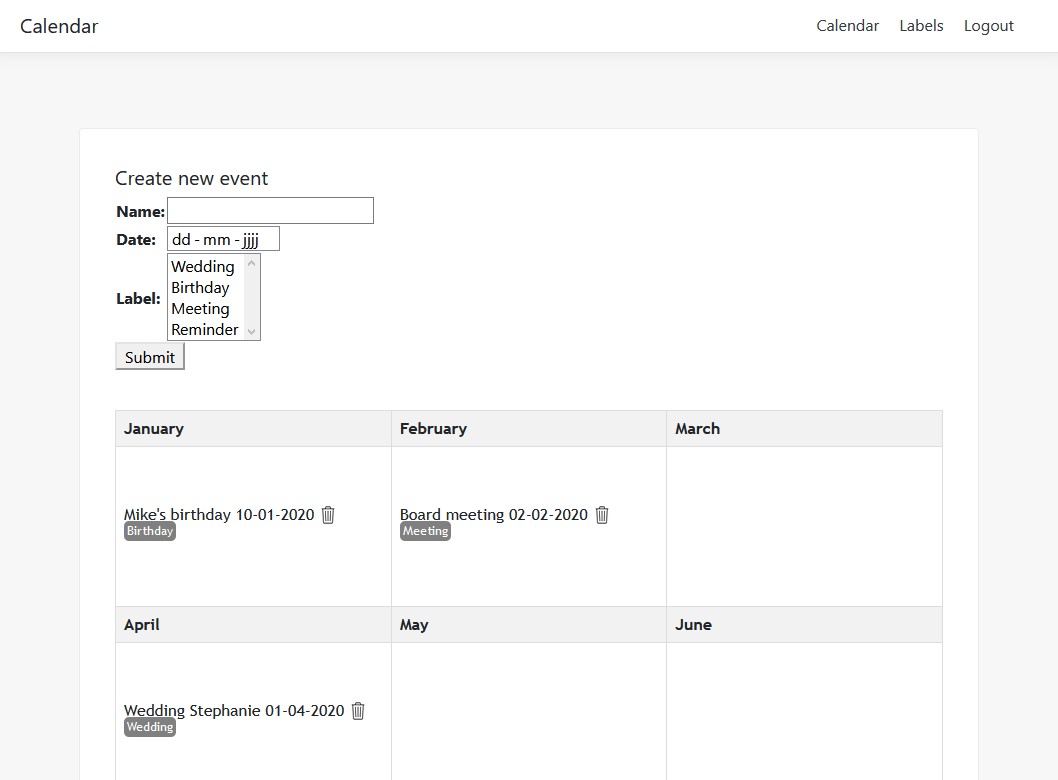 Calendar Calendar Labels Logout
Create new event
Name:
Date: dd - mm - jjjj
Wedding
Birthday
Label:
Meeting
Reminder
Submit
January February March
Mike's birthday 10-01-2020 Board meeting 02-02-2020
Birthday Meeting
April May June
Wedding Stephanie 01-04-2020
Wedding